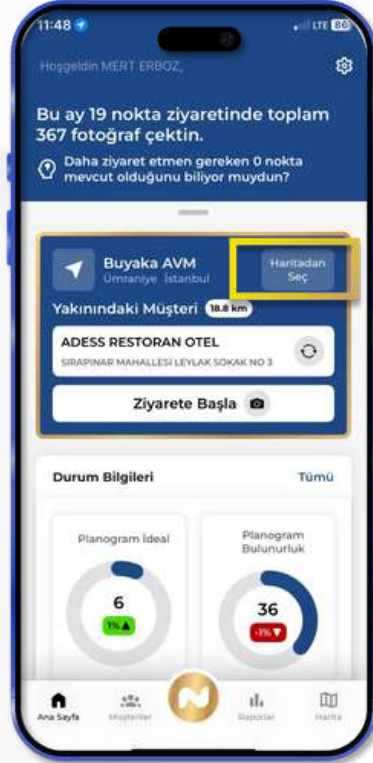 11:48
LTE 86
Hoşgeldin MERT ERBOZ,
Bu ay 19 nokta ziyaretinde toplam
367 fotoğraf çektin.
Daha ziyaret etmen gereken 0 nokta
mevcut olduğunu biliyor muydun?
Buyaka AVM
Ümraniye İstanbul
Haritadan
Seç
Yakınındaki Müşteri 18.8 km
ADESS RESTORAN OTEL
SIRAPINAR MAHALLESİ LEYLAK SOKAK NO 3
Ziyarete Başla
Durum Bilgileri
Tümü
Planogram İdeal
6
1% ▲
Planogram
Bulunurluk
36
-1% ▼
Ana Sayfa
Müşteriler
N
Raporlar
Harita